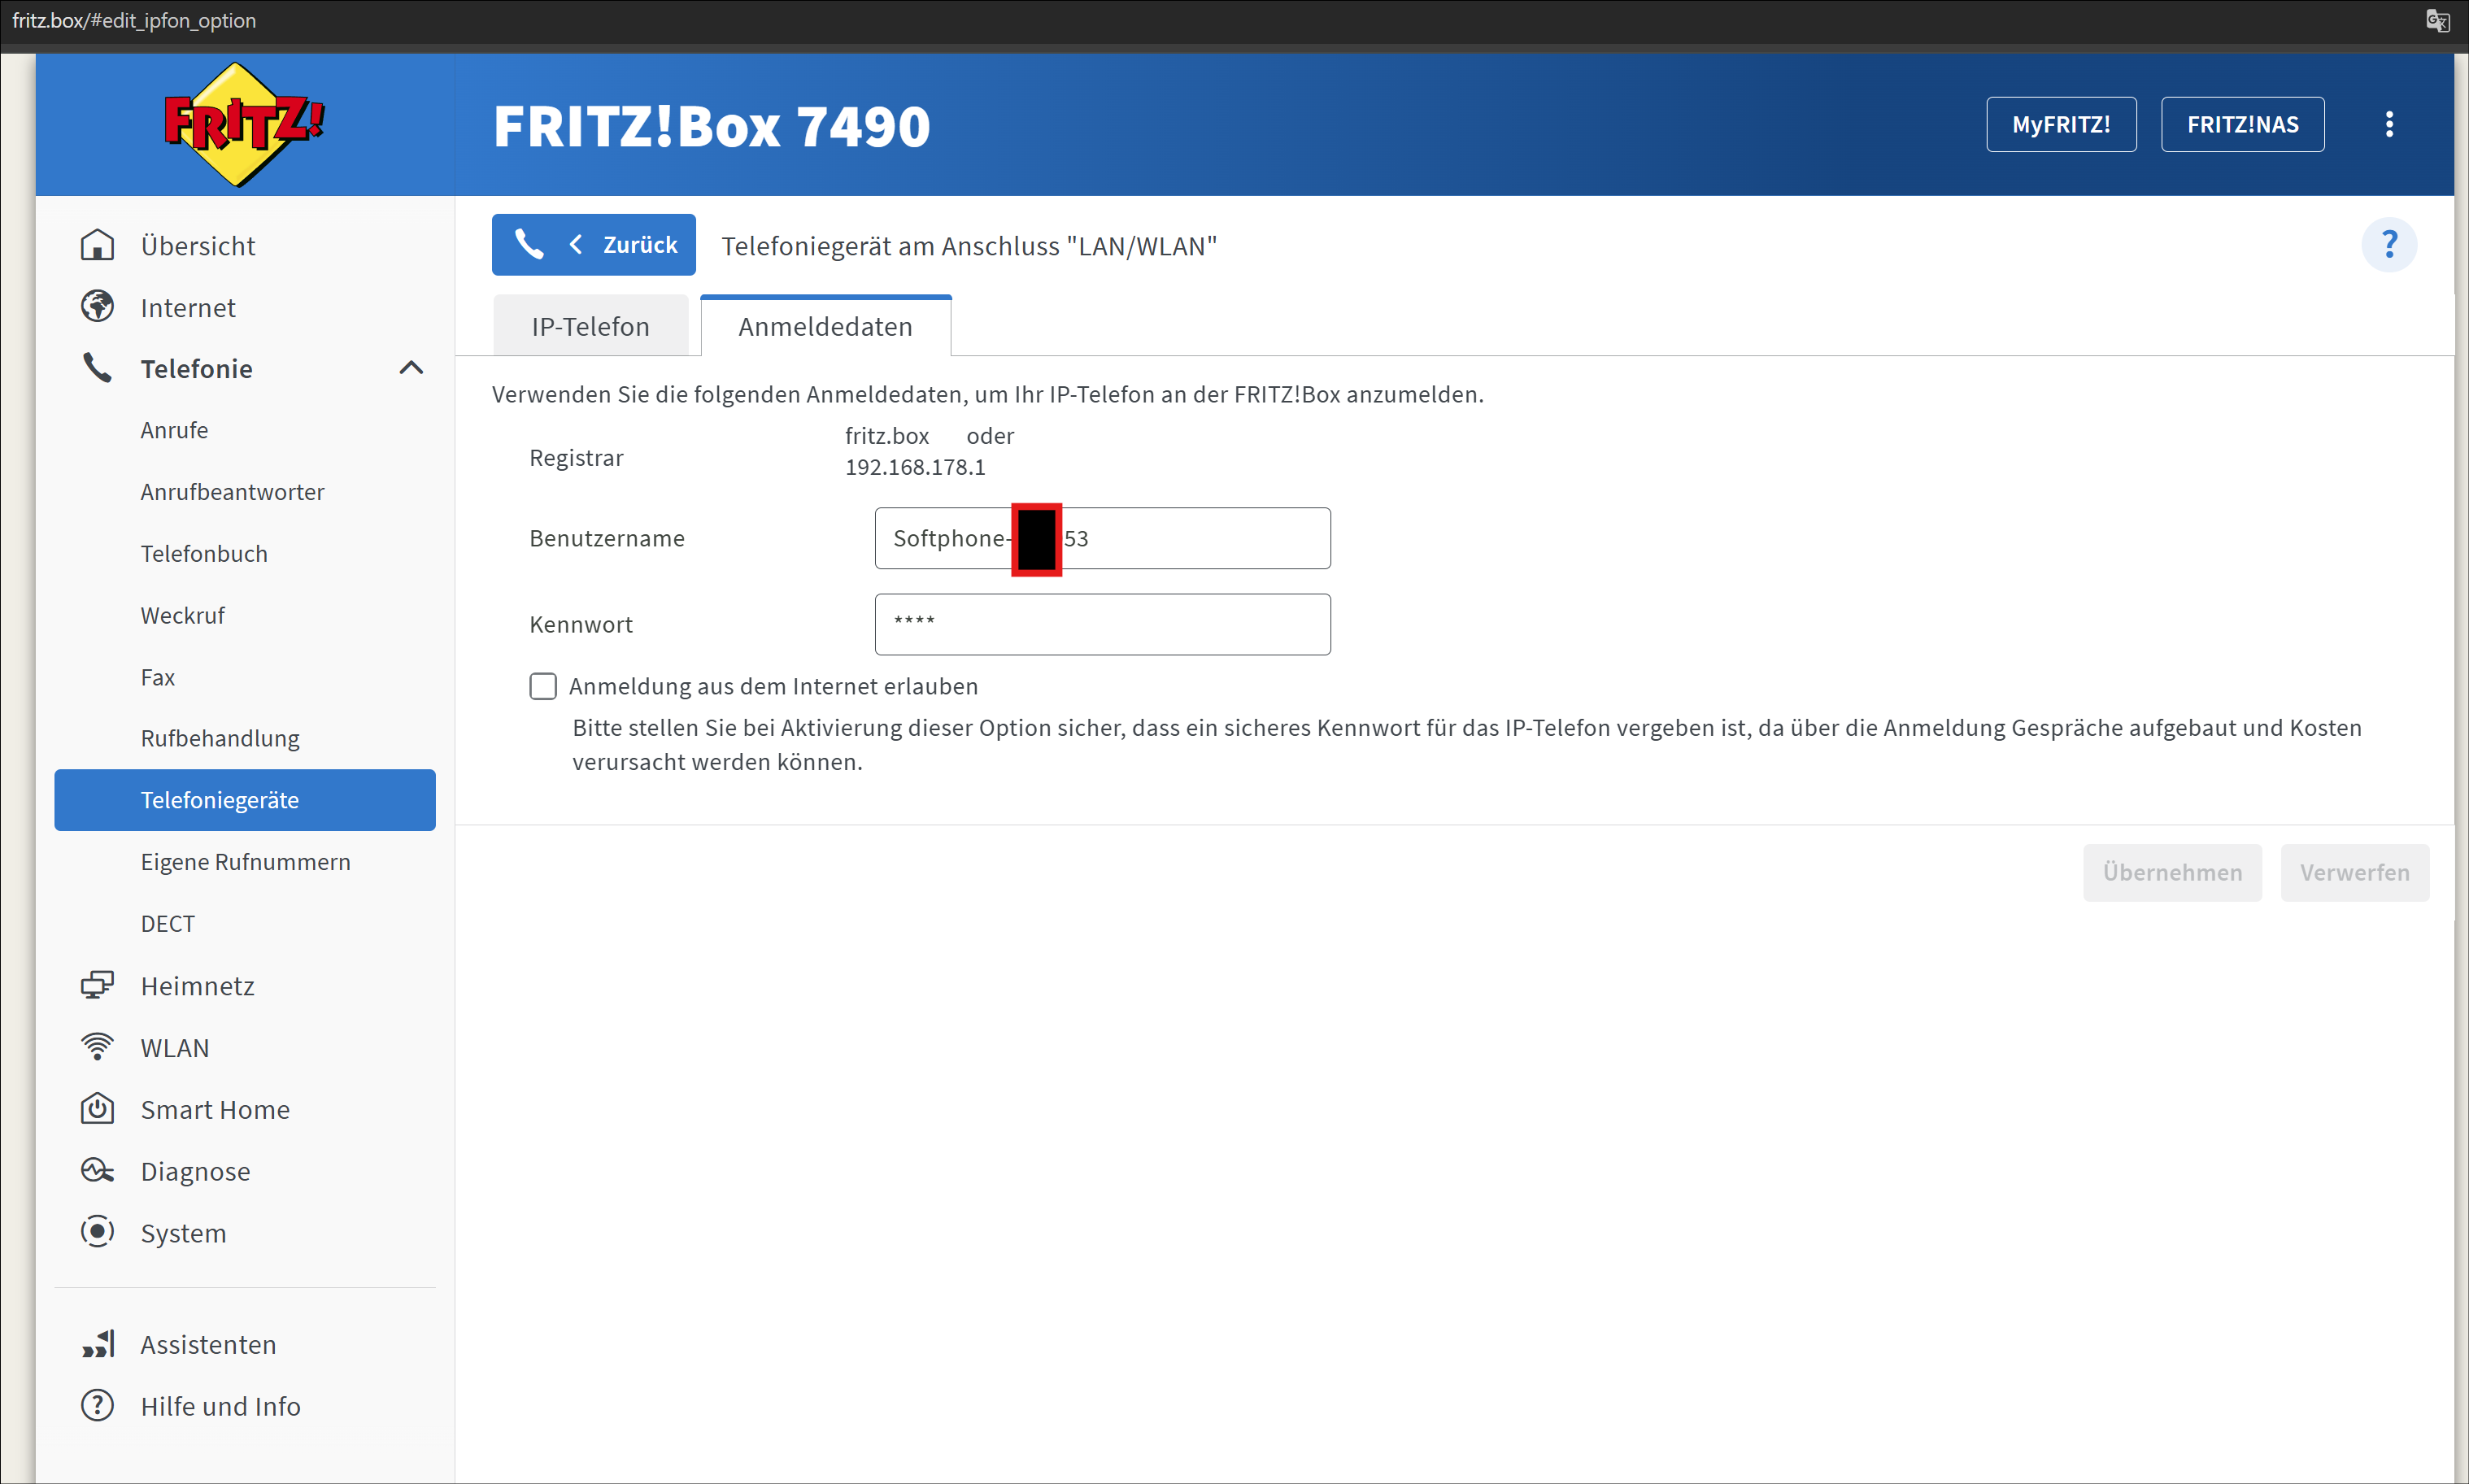 fritz.box/#edit_ipfon_option
FRITZ!
FRITZ!Box 7490
MyFRITZ!
FRITZ!NAS
Übersicht
Internet
Telefonie
Anrufe
Anrufbeantworter
Telefonbuch
Weckruf
Fax
Rufbehandlung
Telefoniegeräte
Eigene Rufnummern
DECT
Heimnetz
WLAN
Smart Home
Diagnose
System
Assistenten
Hilfe und Info
Zurück
Telefoniegerät am Anschluss "LAN/WLAN"
?
IP-Telefon
Anmeldedaten
Verwenden Sie die folgenden Anmeldedaten, um Ihr IP-Telefon an der FRITZ!Box anzumelden.
Registrar
fritz.box oder
192.168.178.1
Benutzername
Softphone- 53
Kennwort
****
Anmeldung aus dem Internet erlauben
Bitte stellen Sie bei Aktivierung dieser Option sicher, dass ein sicheres Kennwort für das IP-Telefon vergeben ist, da über die Anmeldung Gespräche aufgebaut und Kosten
verursacht werden können.
Übernehmen
Verwerfen